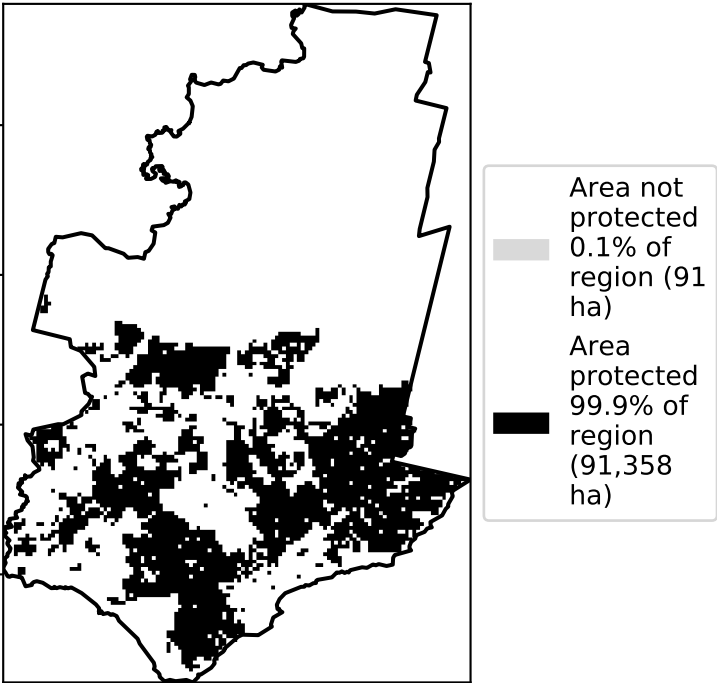 Area not
protected
0.1% of
region (91
ha)
Area
protected
99.9% of
region
(91,358
ha)